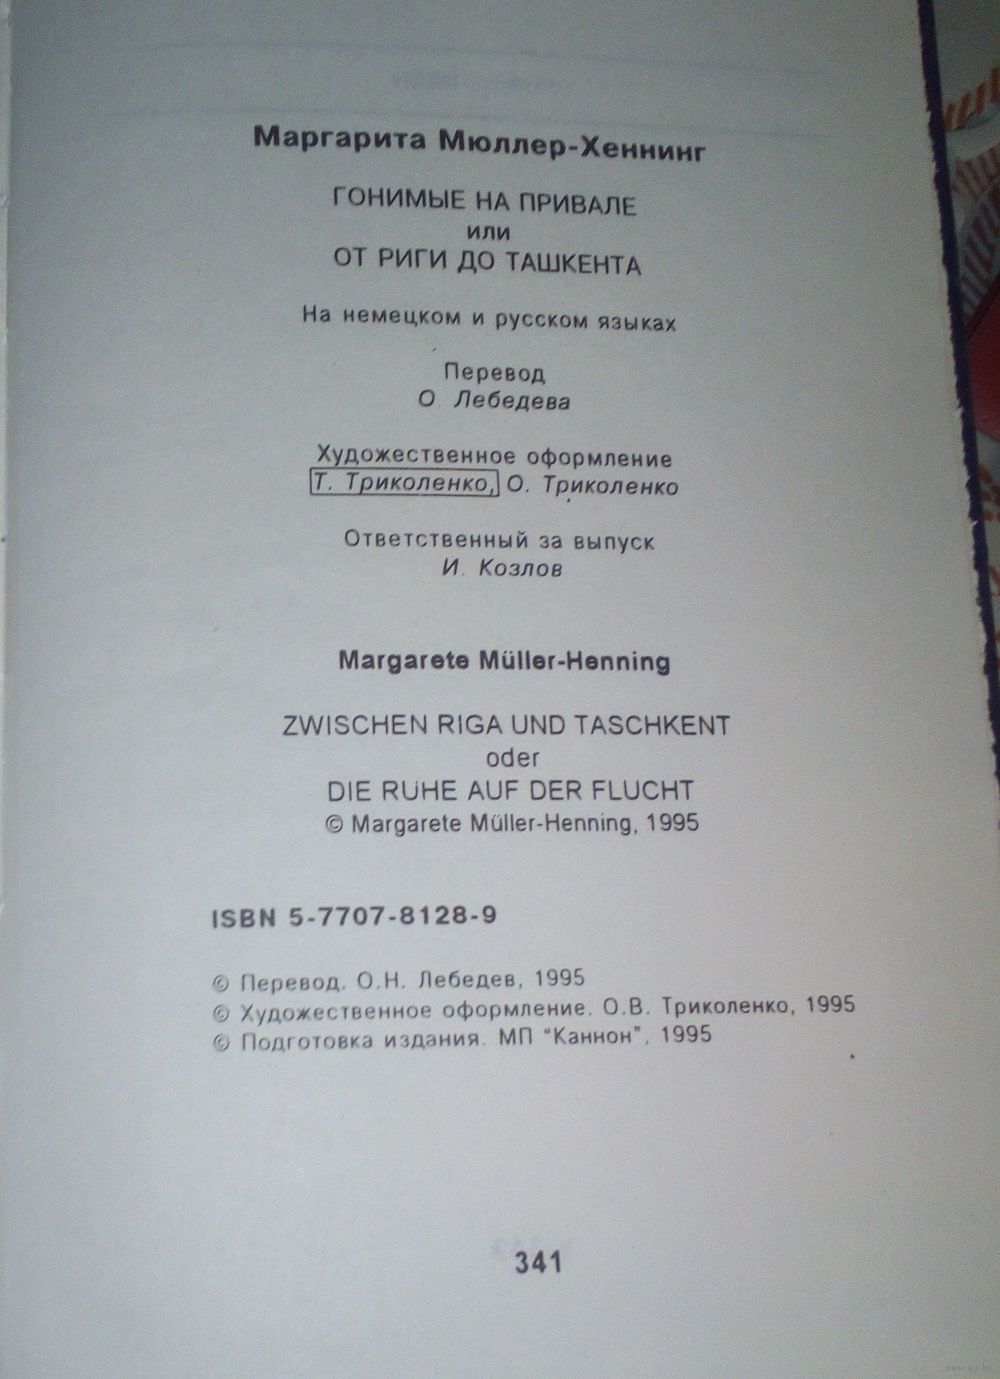 Маргарита Мюллер-Хеннинг
ГОНИМЫЕ НА ПРИВАЛЕ
или
ОТ РИГИ ДО ТАШКЕНТА
На немецком и русском языках
Перевод
О. Лебедева
Художественное оформление
Т. Триколенко, О. Триколенко
Ответственный за выпуск
И. Козлов
Margarete Müller-Henning
ZWISCHEN RIGA UND TASCHKENT
oder
DIE RUHE AUF DER FLUCHT
© Margarete Müller-Henning, 1995
ISBN 5-7707-8128-9
© Перевод. О.Н. Лебедев, 1995
© Художественное оформление. О.В. Триколенко, 1995
© Подготовка издания. МП "Каннон", 1995
341